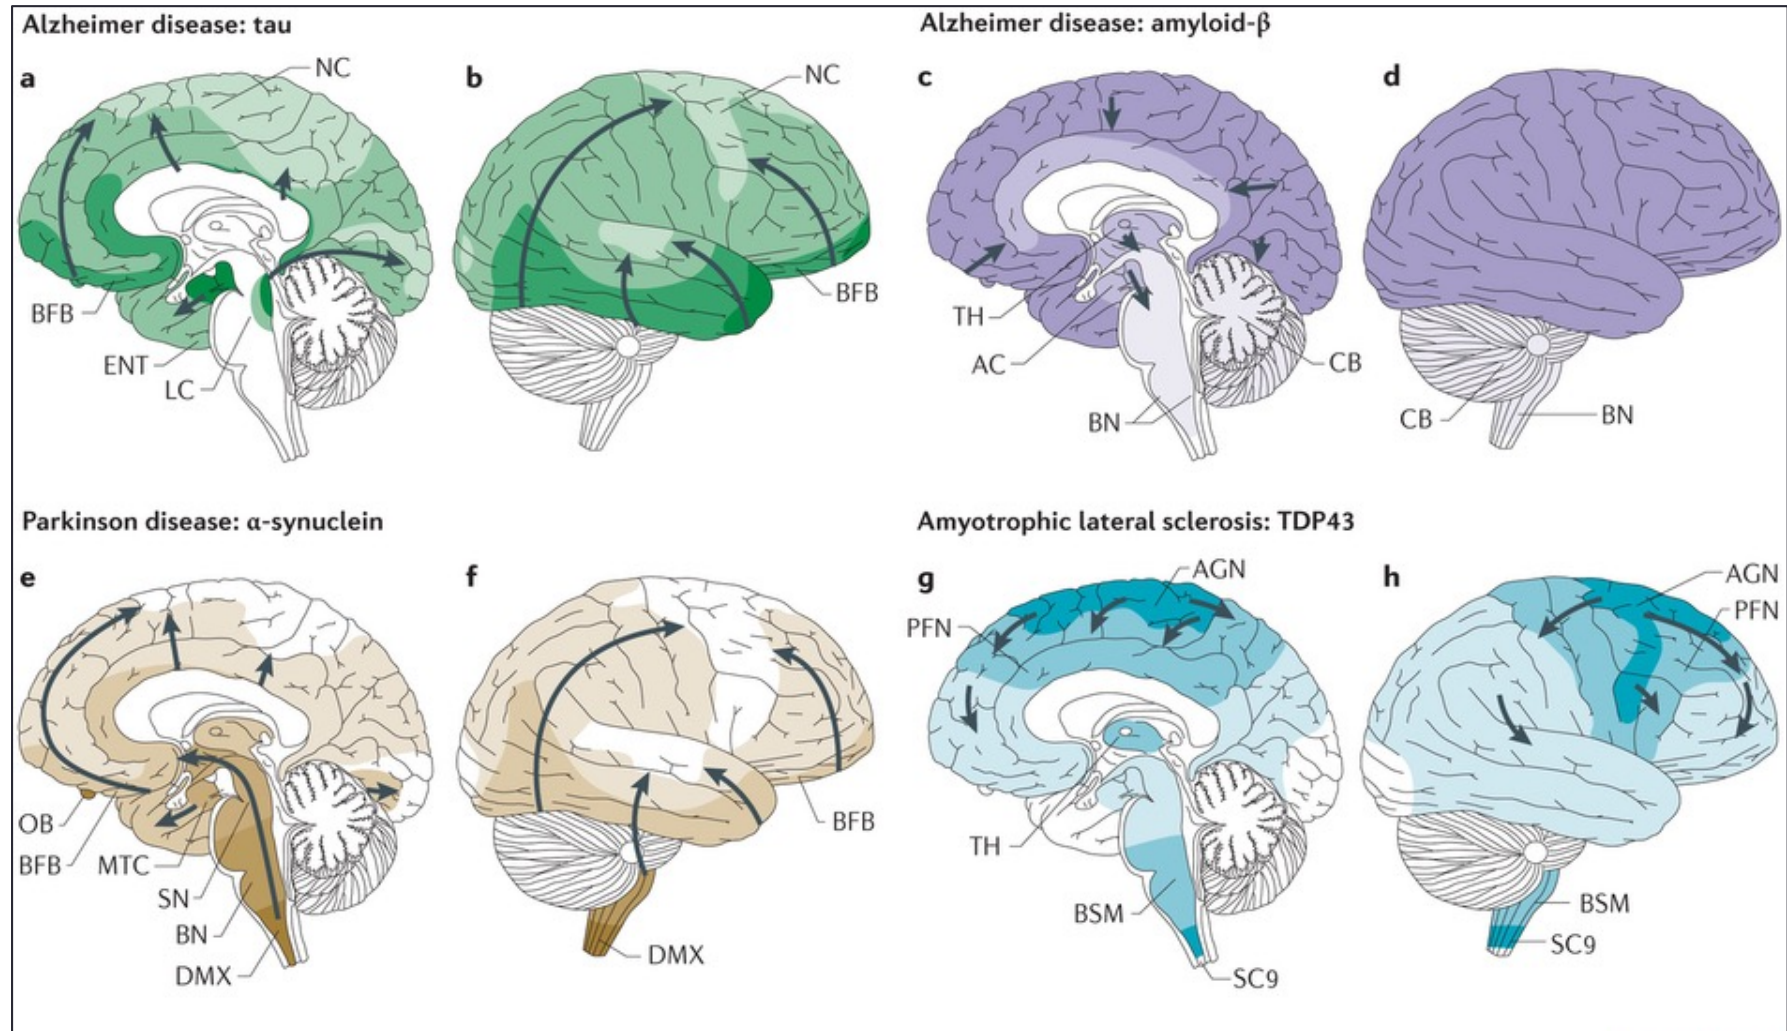 Alzheimer disease: tau
a
NC
BFB
ENT
LC
b
NC
BFB
Alzheimer disease: amyloid-β
c
TH
AC
BN
CB
d
CB
BN
Parkinson disease: α-synuclein
e
OB
BFB
MTC
SN
BN
DMX
f
BFB
DMX
Amyotrophic lateral sclerosis: TDP43
g
AGN
PFN
TH
BSM
SC9
h
AGN
PFN
BSM
SC9